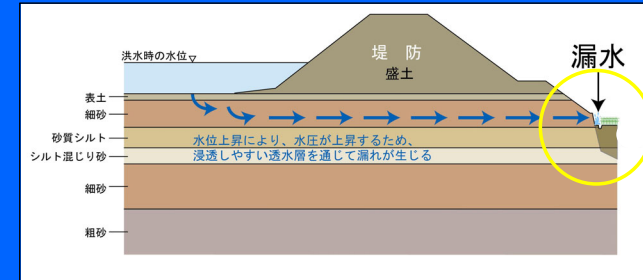 洪水時の水位
堤 防
盛土
漏水
表土
細砂
砂質シルト
シルト混じり砂
細砂
粗砂
水位上昇により、水圧が上昇するため、
浸透しやすい透水層を通じて漏れが生じる